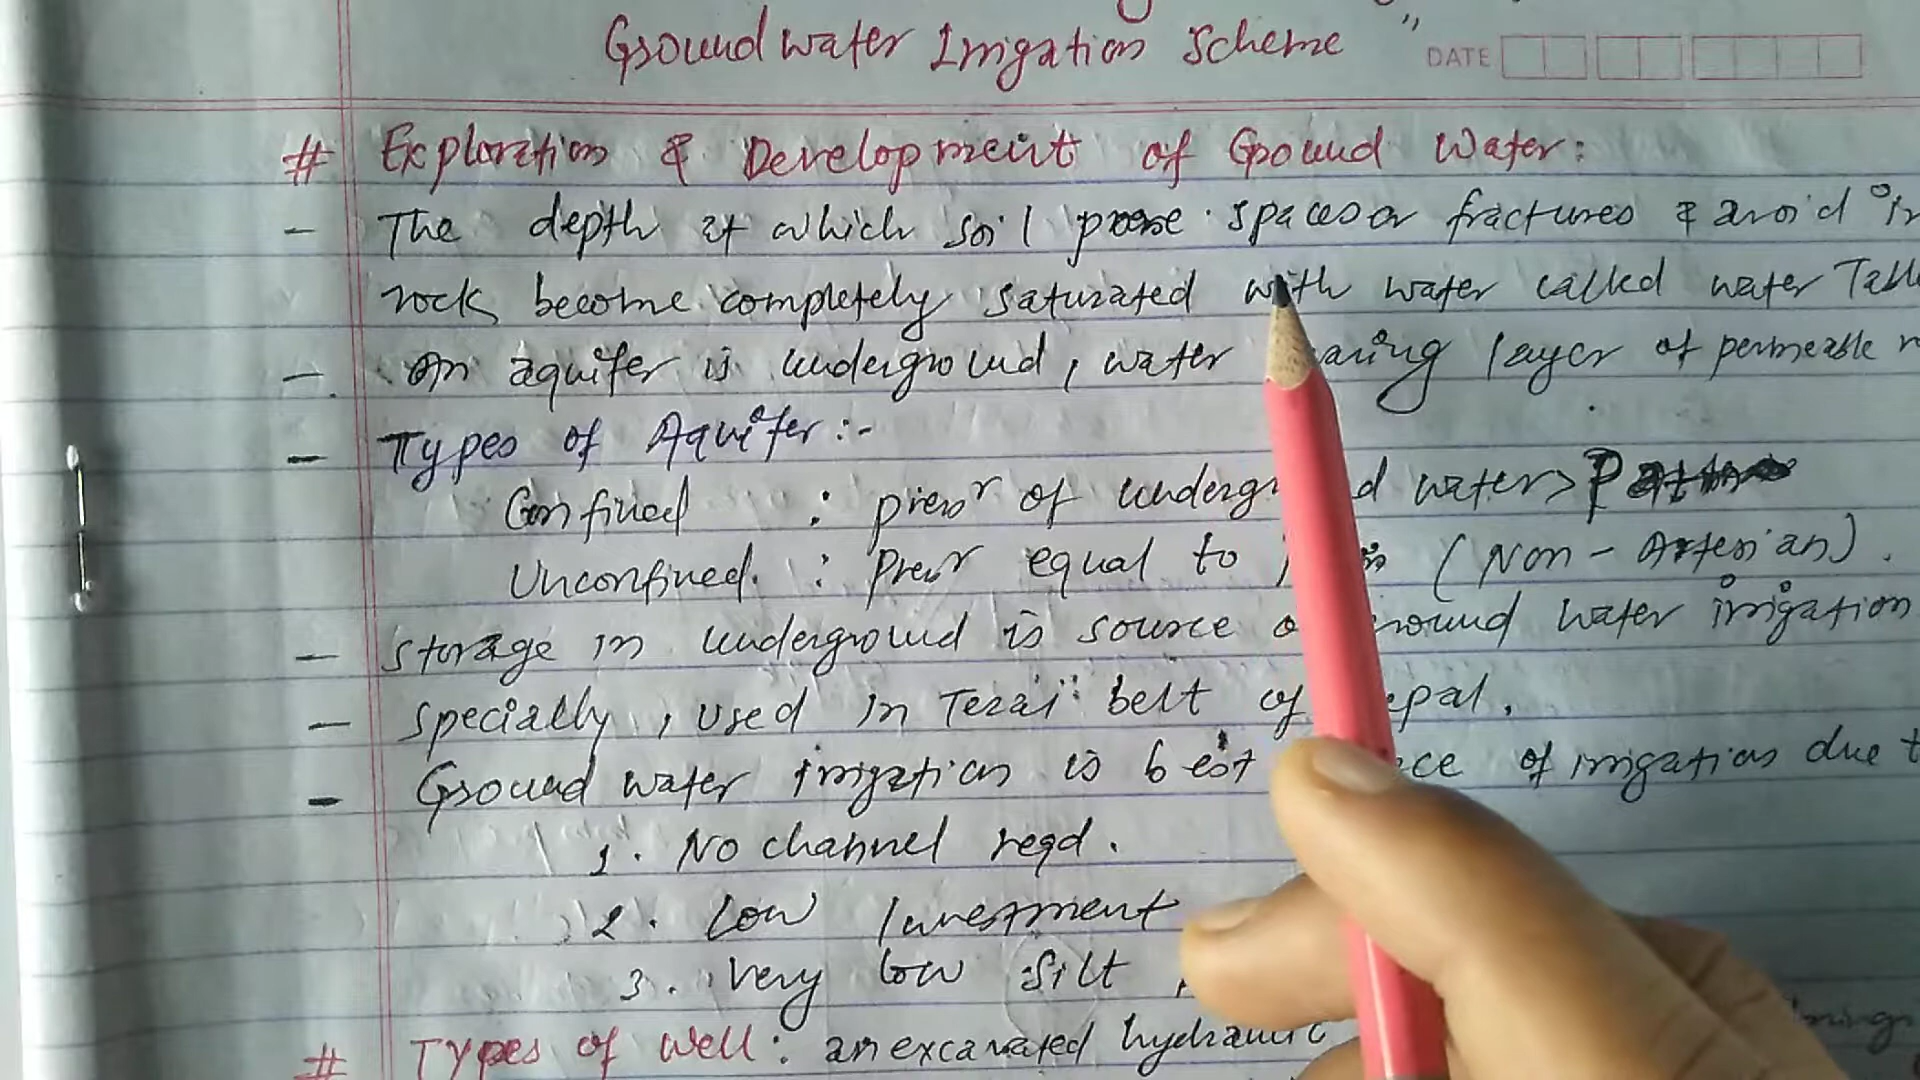 Ground water Irrigation Scheme "
DATE
# Exploration & Development of Ground Water:
- The depth at which soil pore spaces or fractures & avoid in
rock become completely saturated with water called water Table
- An aquifer is underground, water layer of permeable
- Types of Aquifer :-
Confined : presr of water > P
Unconfined : Presr equal to (Non-Artesian).
- Storage in underground is source water irrigation
- Specially, used in Terai belt of
- Ground water irrigation is best of irrigation due
1. No channel reqd.
2. Low Investment
3. Very low Silt
# Types of Well: an excavated hydraulic